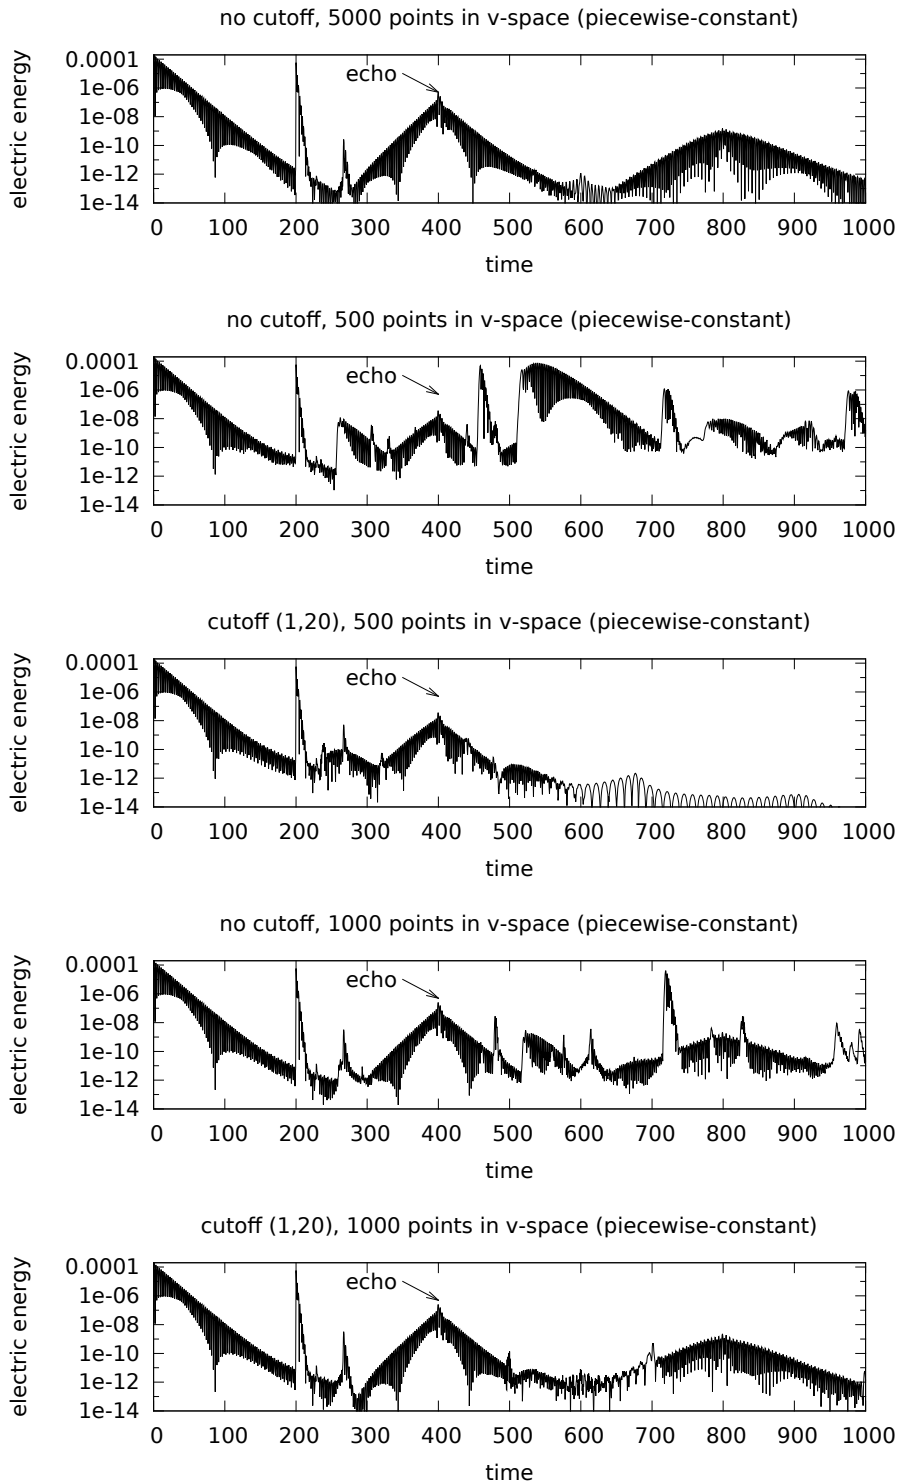 no cutoff, 5000 points in v-space (piecewise-constant)
electric energy
0.0001
1e-06
1e-08
1e-10
1e-12
1e-14
echo
0 100 200 300 400 500 600 700 800 900 1000
time
no cutoff, 500 points in v-space (piecewise-constant)
electric energy
0.0001
1e-06
1e-08
1e-10
1e-12
1e-14
echo
0 100 200 300 400 500 600 700 800 900 1000
time
cutoff (1,20), 500 points in v-space (piecewise-constant)
electric energy
0.0001
1e-06
1e-08
1e-10
1e-12
1e-14
echo
0 100 200 300 400 500 600 700 800 900 1000
time
no cutoff, 1000 points in v-space (piecewise-constant)
electric energy
0.0001
1e-06
1e-08
1e-10
1e-12
1e-14
echo
0 100 200 300 400 500 600 700 800 900 1000
time
cutoff (1,20), 1000 points in v-space (piecewise-constant)
electric energy
0.0001
1e-06
1e-08
1e-10
1e-12
1e-14
echo
0 100 200 300 400 500 600 700 800 900 1000
time